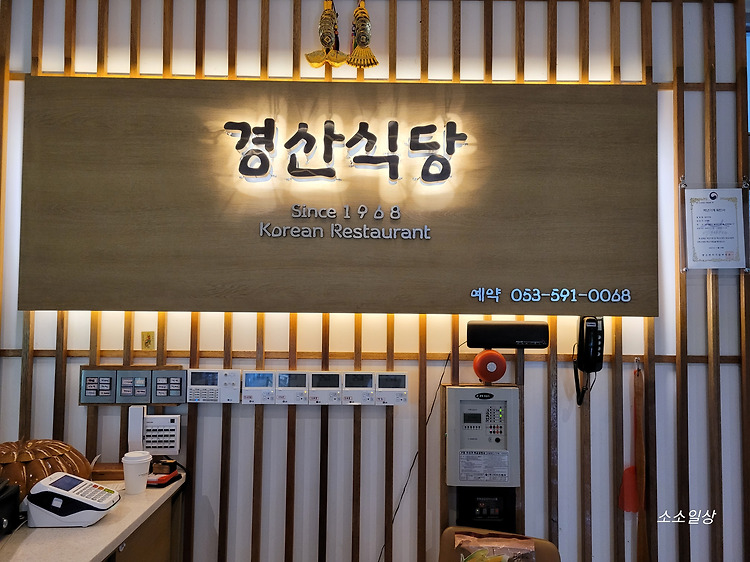 경산식당
Since 1968
Korean Restaurant
예약 053-591-0068
소소일상